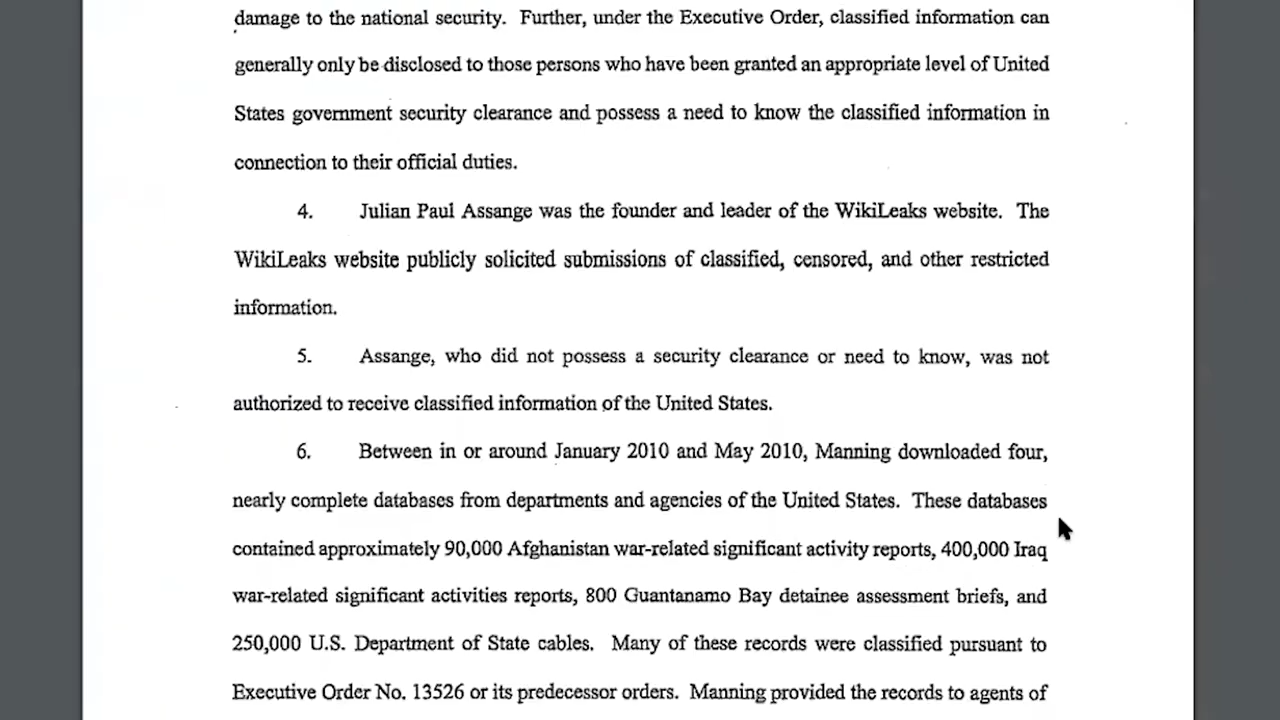 damage to the national security. Further, under the Executive Order, classified information can
generally only be disclosed to those persons who have been granted an appropriate level of United
States government security clearance and possess a need to know the classified information in
connection to their official duties.
4. Julian Paul Assange was the founder and leader of the WikiLeaks website. The
WikiLeaks website publicly solicited submissions of classified, censored, and other restricted
information.
5. Assange, who did not possess a security clearance or need to know, was not
authorized to receive classified information of the United States.
6. Between in or around January 2010 and May 2010, Manning downloaded four,
nearly complete databases from departments and agencies of the United States. These databases
contained approximately 90,000 Afghanistan war-related significant activity reports, 400,000 Iraq
war-related significant activities reports, 800 Guantanamo Bay detainee assessment briefs, and
250,000 U.S. Department of State cables. Many of these records were classified pursuant to
Executive Order No. 13526 or its predecessor orders. Manning provided the records to agents of